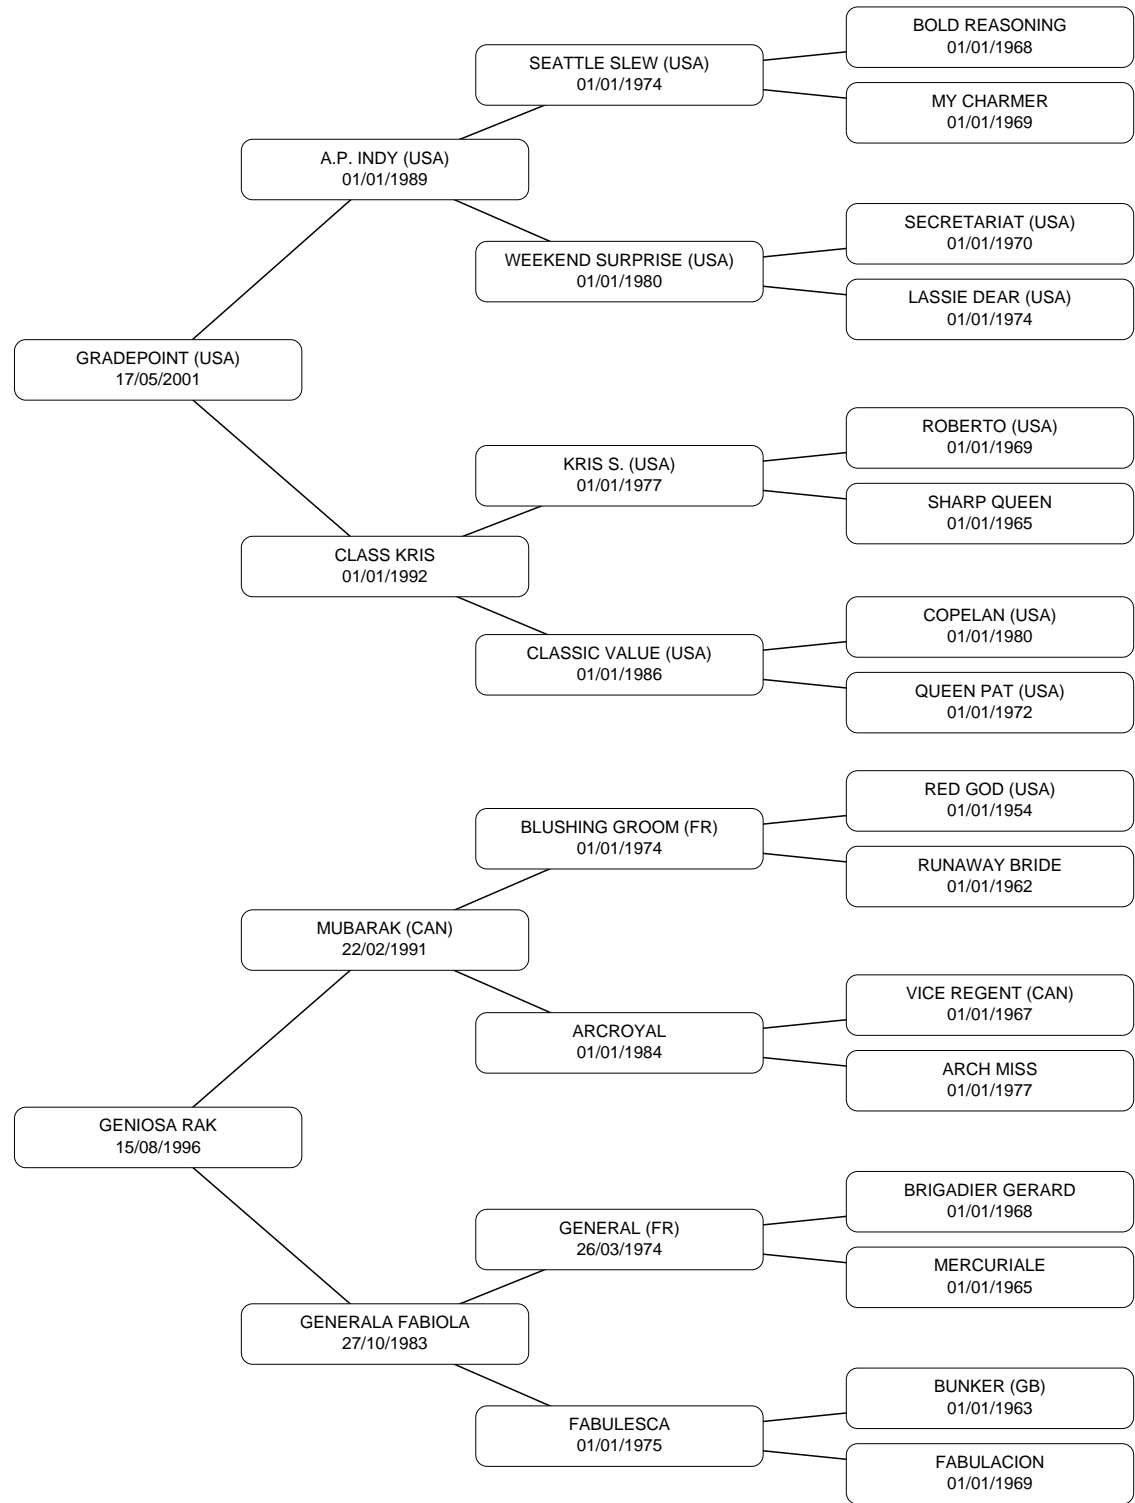 BOLD REASONING
01/01/1968
SEATTLE SLEW (USA)
01/01/1974
MY CHARMER
01/01/1969
A.P. INDY (USA)
01/01/1989
SECRETARIAT (USA)
01/01/1970
WEEKEND SURPRISE (USA)
01/01/1980
LASSIE DEAR (USA)
01/01/1974
GRADEPOINT (USA)
17/05/2001
ROBERTO (USA)
01/01/1969
KRIS S. (USA)
01/01/1977
SHARP QUEEN
01/01/1965
CLASS KRIS
01/01/1992
COPELAN (USA)
01/01/1980
CLASSIC VALUE (USA)
01/01/1986
QUEEN PAT (USA)
01/01/1972
RED GOD (USA)
01/01/1954
BLUSHING GROOM (FR)
01/01/1974
RUNAWAY BRIDE
01/01/1962
MUBARAK (CAN)
22/02/1991
VICE REGENT (CAN)
01/01/1967
ARCROYAL
01/01/1984
ARCH MISS
01/01/1977
GENIOSA RAK
15/08/1996
BRIGADIER GERARD
01/01/1968
GENERAL (FR)
26/03/1974
MERCURIALE
01/01/1965
GENERALA FABIOLA
27/10/1983
BUNKER (GB)
01/01/1963
FABULESCA
01/01/1975
FABULACION
01/01/1969